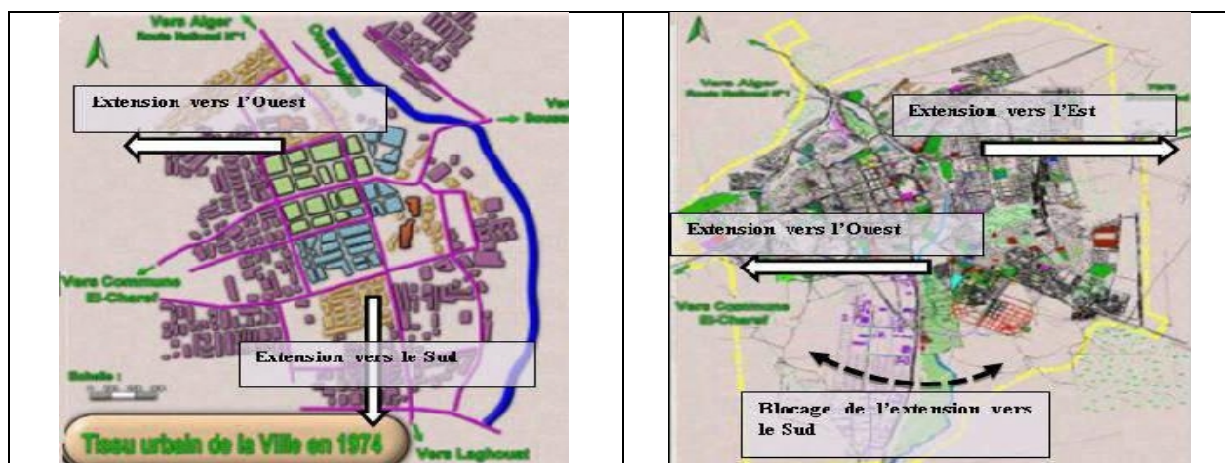 Vers Alger
Route National N°1
Oued
Extension vers l'Ouest
Vers Commune
El-Charef
Extension vers le Sud
Echelle :
Tissu urbain de la Ville en 1974
Vers Laghouat
Vers Alger
Route National N°1
Extension vers l'Est
Vers
Extension vers l'Ouest
Vers Commune
El-Charef
Blocage de l'extension vers
le Sud